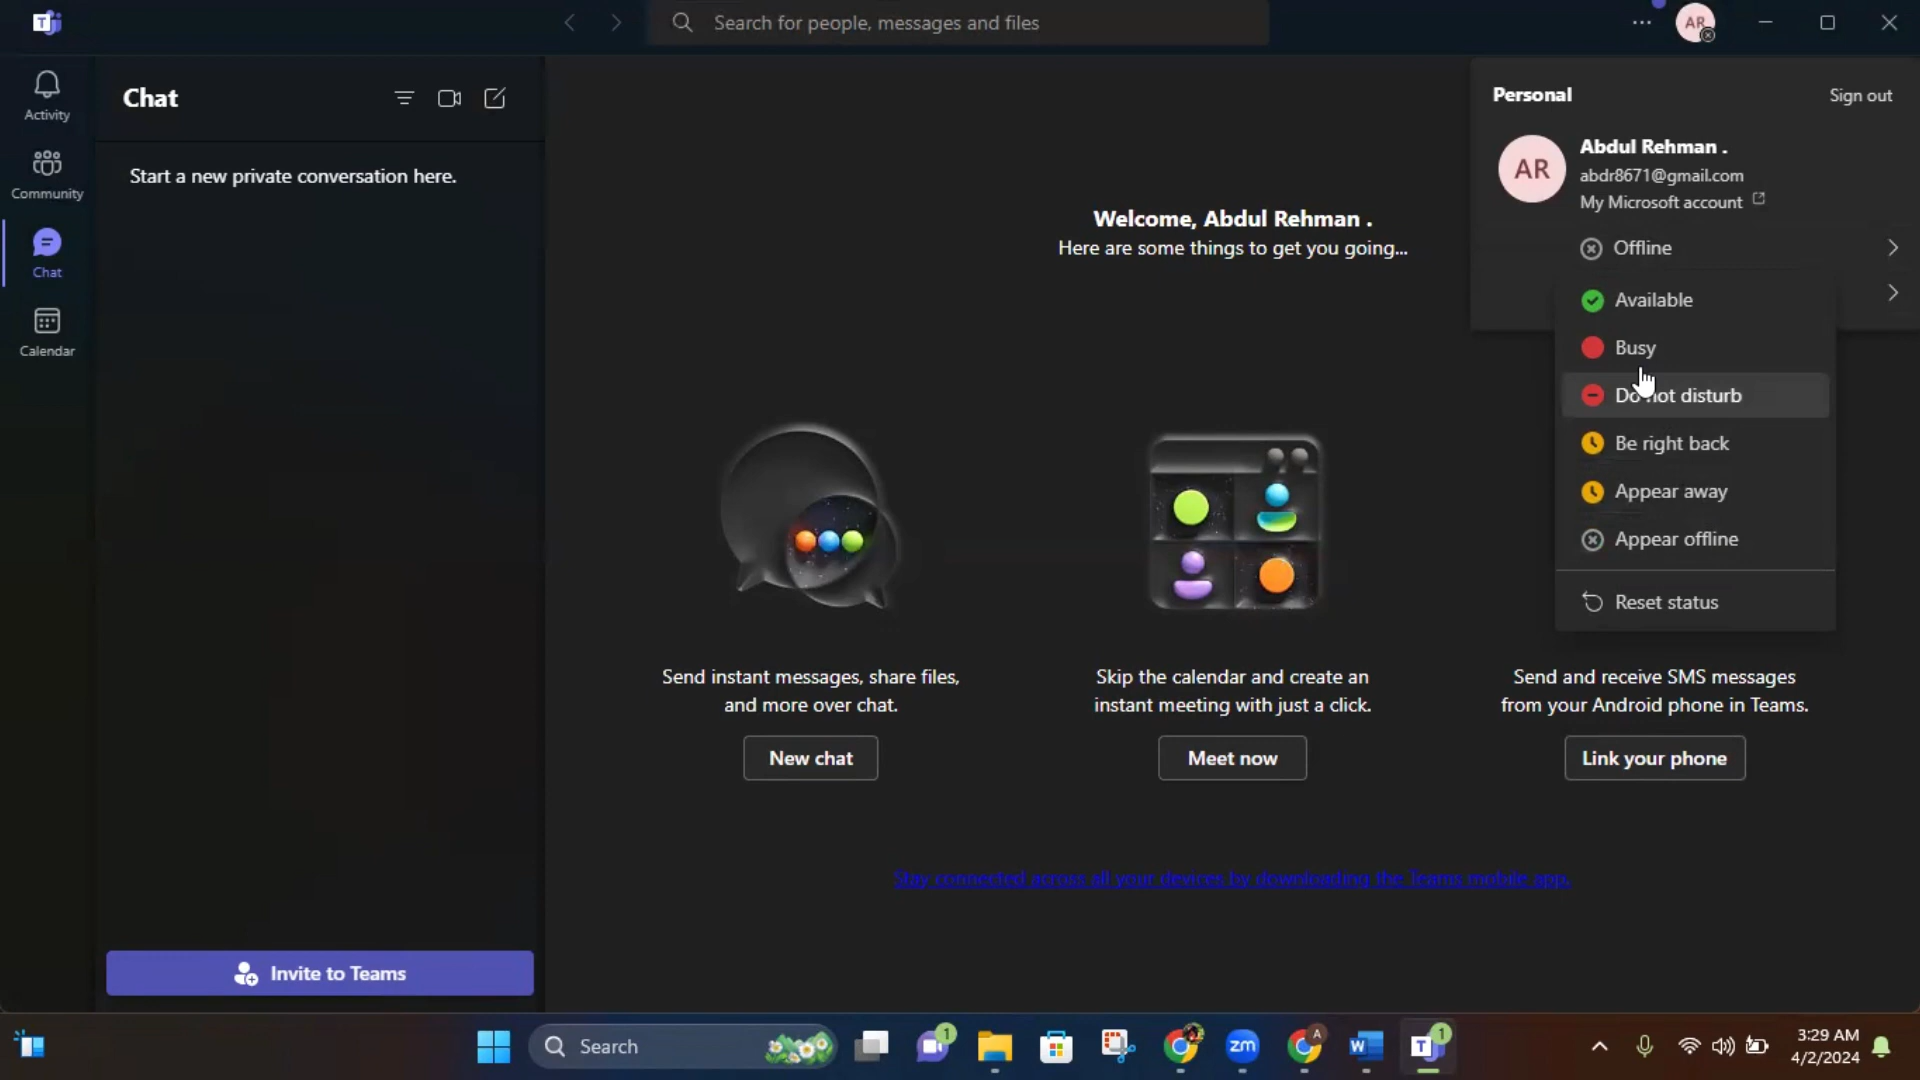 Search for people, messages and files
AR
Activity
Community
Chat
Calendar
Chat
Start a new private conversation here.
Invite to Teams
Welcome, Abdul Rehman .
Here are some things to get you going...
Send instant messages, share files,
and more over chat.
New chat
Skip the calendar and create an
instant meeting with just a click.
Meet now
Send and receive SMS messages
from your Android phone in Teams.
Link your phone
Stay connected across all your devices by downloading the Teams mobile app.
Personal
Sign out
AR
Abdul Rehman .
abdr8671@gmail.com
My Microsoft account
Offline
Available
Busy
Do not disturb
Be right back
Appear away
Appear offline
Reset status
Search
1
zm
A
W
T
1
3:29 AM
4/2/2024